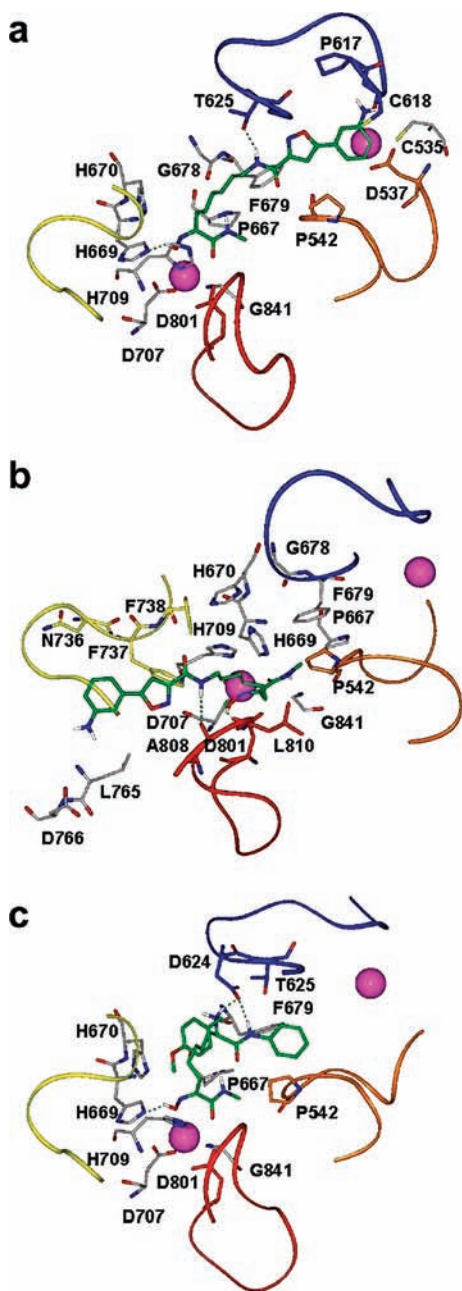 a
P617
T625
C618
C535
H670
G678
F679
D537
P667
P542
H669
H709
D801
G841
D707
b
G678
H670
F679
F738
P667
N736
H709
H669
F737
P542
D707
G841
A808
D801
L810
L765
D766
c
D624
T625
F679
H670
P667
H669
P542
H709
G841
D801
D707